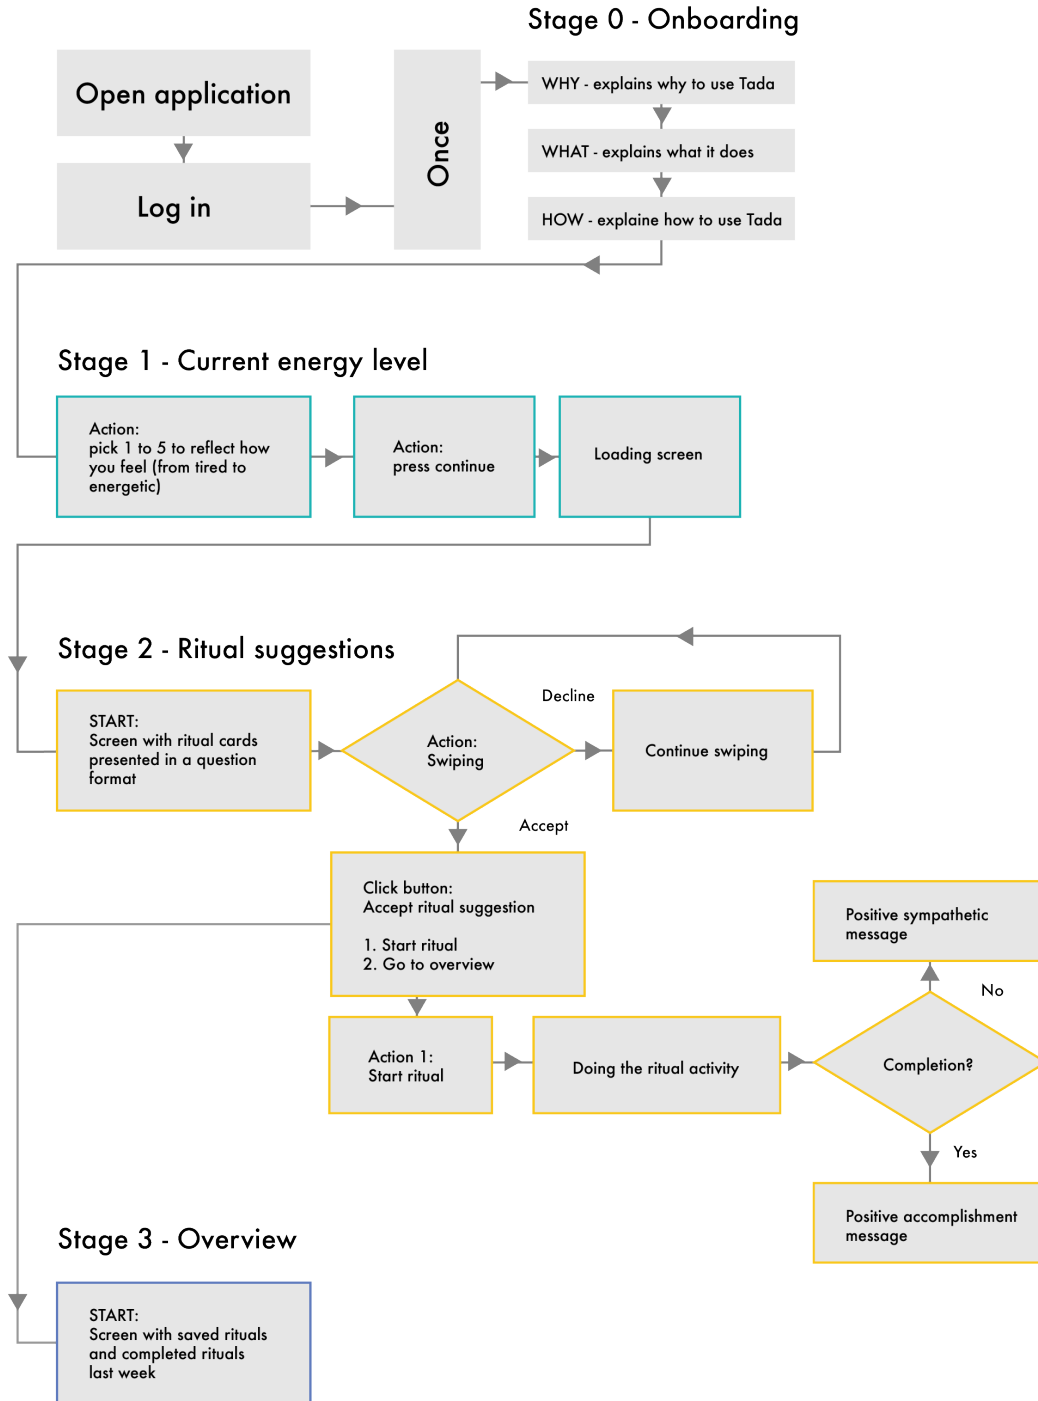 Stage 0 - Onboarding
Open application
Log in
Once
WHY - explains why to use Tada
WHAT - explains what it does
HOW - explaine how to use Tada
Stage 1 - Current energy level
Action:
pick 1 to 5 to reflect how
you feel (from tired to
energetic)
Action:
press continue
Loading screen
Stage 2 - Ritual suggestions
START:
Screen with ritual cards
presented in a question
format
Action:
Swiping
Decline
Continue swiping
Accept
Click button:
Accept ritual suggestion
1. Start ritual
2. Go to overview
Action 1:
Start ritual
Doing the ritual activity
Completion?
No
Positive sympathetic
message
Yes
Positive accomplishment
message
Stage 3 - Overview
START:
Screen with saved rituals
and completed rituals
last week